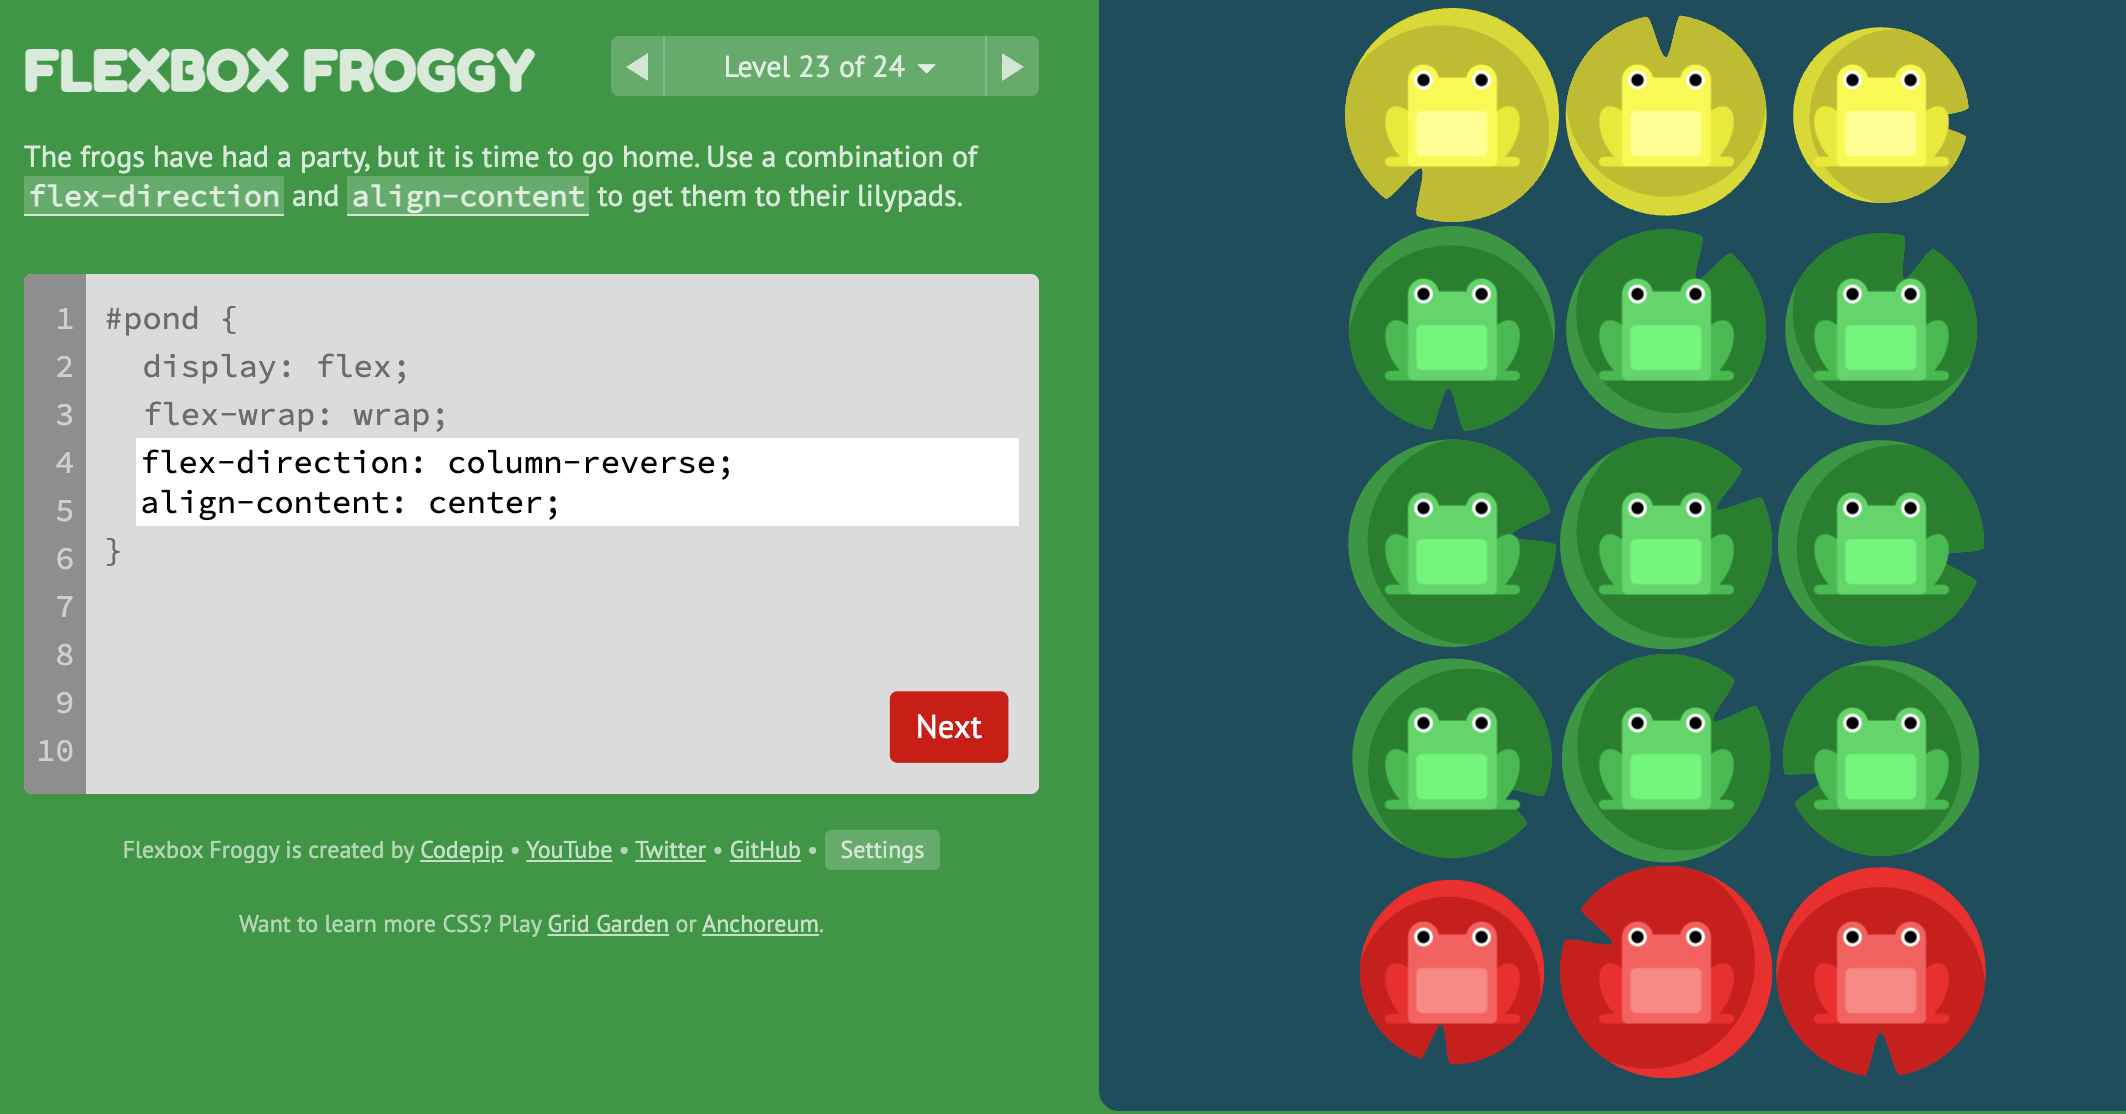 FLEXBOX FROGGY
Level 23 of 24
The frogs have had a party, but it is time to go home. Use a combination of
flex-direction and align-content to get them to their lilypads.
1 #pond {
2 display: flex;
3 flex-wrap: wrap;
4 flex-direction: column-reverse;
5 align-content: center;
6 }
7
8
9
10
Next
Flexbox Froggy is created by Codepip • YouTube • Twitter • GitHub • Settings
Want to learn more CSS? Play Grid Garden or Anchoreum.